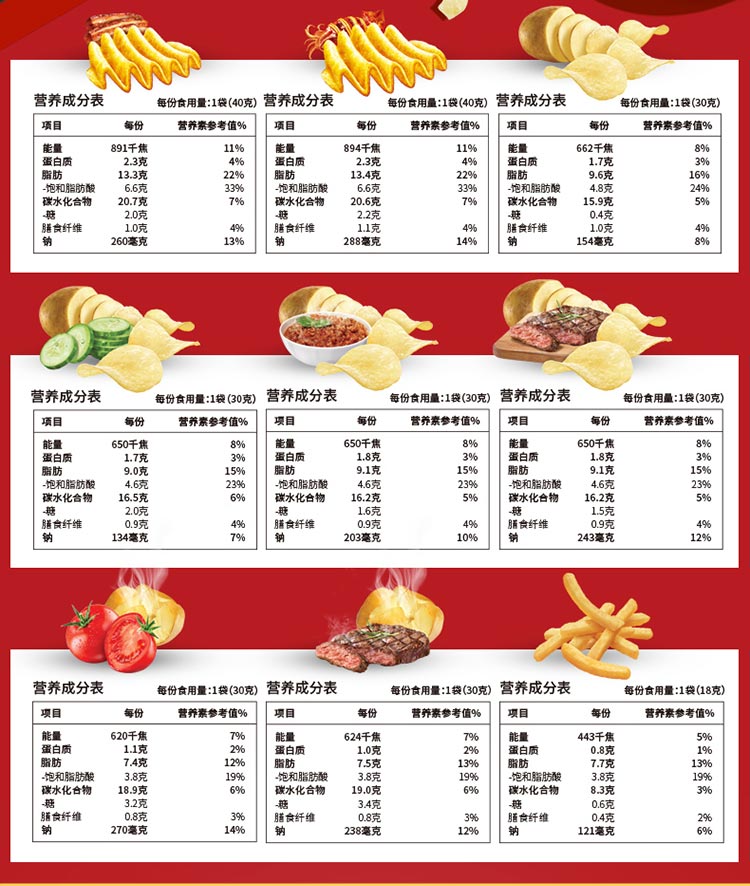 营养成分表 每份食用量:1袋(40克)
项目 每份 营养素参考值%
能量 891千焦 11%
蛋白质 2.3克 4%
脂肪 13.3克 22%
-饱和脂肪酸 6.6克 33%
碳水化合物 20.7克 7%
-糖 2.0克
膳食纤维 1.0克 4%
钠 260毫克 13%
营养成分表 每份食用量:1袋(40克)
项目 每份 营养素参考值%
能量 894千焦 11%
蛋白质 2.3克 4%
脂肪 13.4克 22%
-饱和脂肪酸 6.6克 33%
碳水化合物 20.6克 7%
-糖 2.2克
膳食纤维 1.1克 4%
钠 288毫克 14%
营养成分表 每份食用量:1袋(30克)
项目 每份 营养素参考值%
能量 662千焦 8%
蛋白质 1.7克 3%
脂肪 9.6克 16%
-饱和脂肪酸 4.8克 24%
碳水化合物 15.9克 5%
-糖 0.4克
膳食纤维 1.0克 4%
钠 154毫克 8%
营养成分表 每份食用量:1袋(30克)
项目 每份 营养素参考值%
能量 650千焦 8%
蛋白质 1.7克 3%
脂肪 9.0克 15%
-饱和脂肪酸 4.6克 23%
碳水化合物 16.5克 6%
-糖 2.0克
膳食纤维 0.9克 4%
钠 134毫克 7%
营养成分表 每份食用量:1袋(30克)
项目 每份 营养素参考值%
能量 650千焦 8%
蛋白质 1.8克 3%
脂肪 9.1克 15%
-饱和脂肪酸 4.6克 23%
碳水化合物 16.2克 5%
-糖 1.6克
膳食纤维 0.9克 4%
钠 203毫克 10%
营养成分表 每份食用量:1袋(30克)
项目 每份 营养素参考值%
能量 650千焦 8%
蛋白质 1.8克 3%
脂肪 9.1克 15%
-饱和脂肪酸 4.6克 23%
碳水化合物 16.2克 5%
-糖 1.5克
膳食纤维 0.9克 4%
钠 243毫克 12%
营养成分表 每份食用量:1袋(30克)
项目 每份 营养素参考值%
能量 620千焦 7%
蛋白质 1.1克 2%
脂肪 7.4克 12%
-饱和脂肪酸 3.8克 19%
碳水化合物 18.9克 6%
-糖 3.2克
膳食纤维 0.8克 3%
钠 270毫克 14%
营养成分表 每份食用量:1袋(30克)
项目 每份 营养素参考值%
能量 624千焦 7%
蛋白质 1.0克 2%
脂肪 7.5克 13%
-饱和脂肪酸 3.8克 19%
碳水化合物 19.0克 6%
-糖 3.4克
膳食纤维 0.8克 3%
钠 238毫克 12%
营养成分表 每份食用量:1袋(18克)
项目 每份 营养素参考值%
能量 443千焦 5%
蛋白质 0.8克 1%
脂肪 7.7克 13%
-饱和脂肪酸 3.8克 19%
碳水化合物 8.3克 3%
-糖 0.6克
膳食纤维 0.4克 2%
钠 121毫克 6%